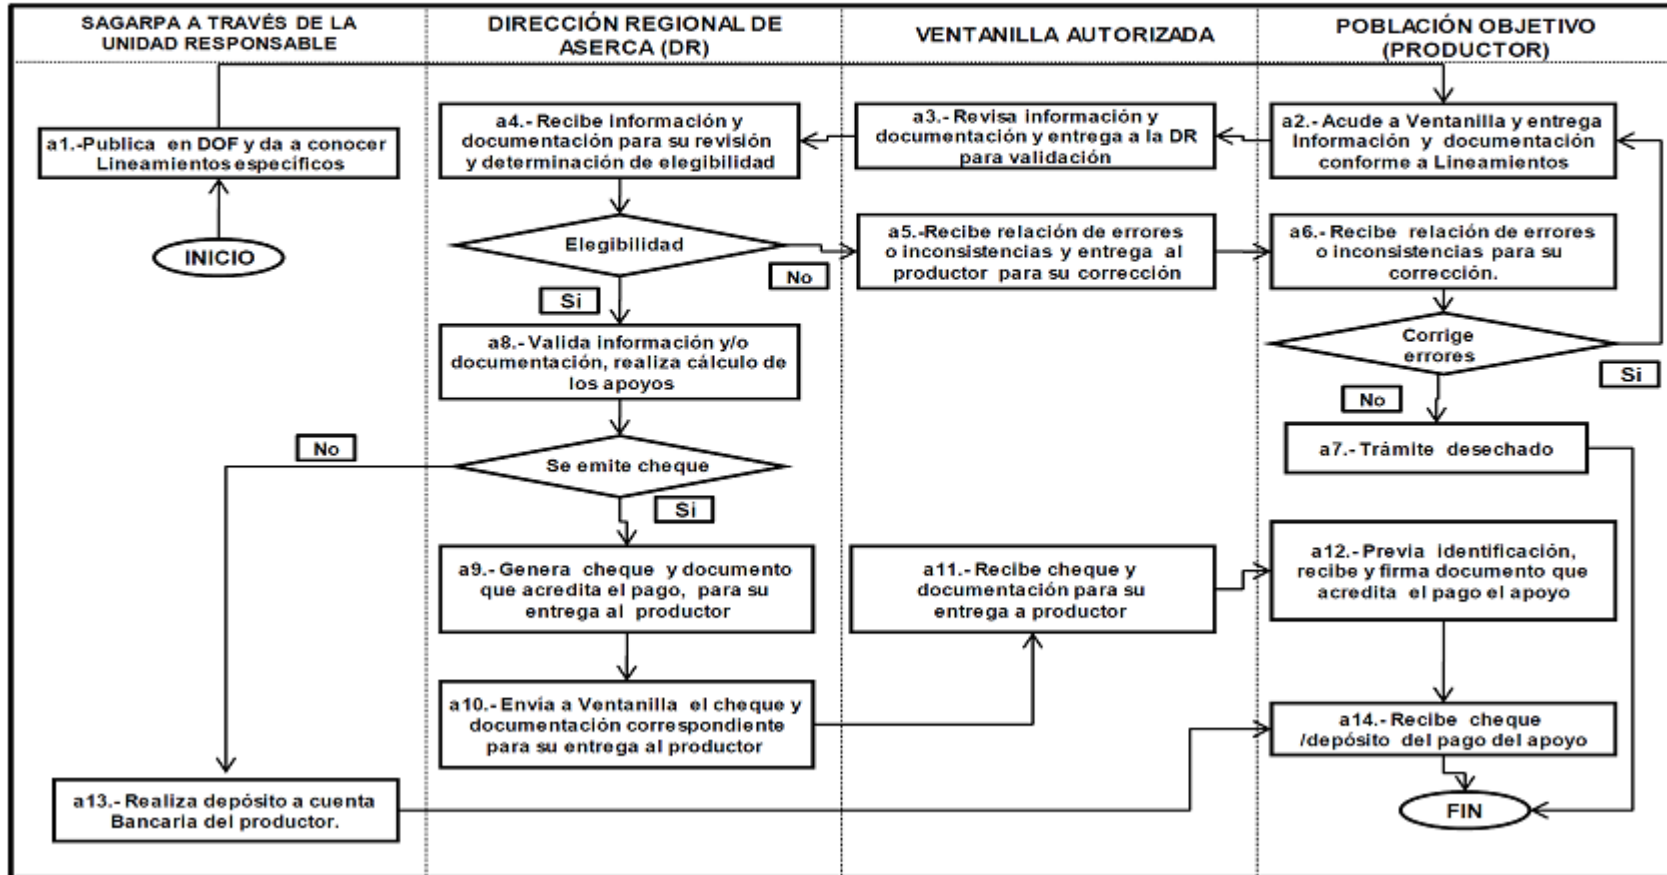 SAGARPA A TRAVÉS DE LA
UNIDAD RESPONSABLE
DIRECCIÓN REGIONAL DE
ASERCA (DR)
VENTANILLA AUTORIZADA
POBLACIÓN OBJETIVO
(PRODUCTOR)
a1.-Publica en DOF y da a conocer
Lineamientos específicos
a4.- Recibe información y
documentación para su revisión
y determinación de elegibilidad
a3.- Revisa información y
documentación y entrega a la DR
para validación
a2.- Acude a Ventanilla y entrega
Información y documentación
conforme a Lineamientos
INICIO
Elegibilidad
No
Si
a5.-Recibe relación de errores
o inconsistencias y entrega al
productor para su corrección
a6.- Recibe relación de errores
o inconsistencias para su
corrección.
a8.- Valida información y/o
documentación, realiza cálculo de
los apoyos
Corrige
errores
Si
No
No
Se emite cheque
Si
a7.- Trámite desechado
a9.- Genera cheque y documento
que acredita el pago, para su
entrega al productor
a11.- Recibe cheque y
documentación para su
entrega a productor
a12.- Previa identificación,
recibe y firma documento que
acredita el pago el apoyo
a10.- Envía a Ventanilla el cheque y
documentación correspondiente
para su entrega al productor
a14.- Recibe cheque
/depósito del pago del apoyo
a13.- Realiza depósito a cuenta
Bancaria del productor.
FIN